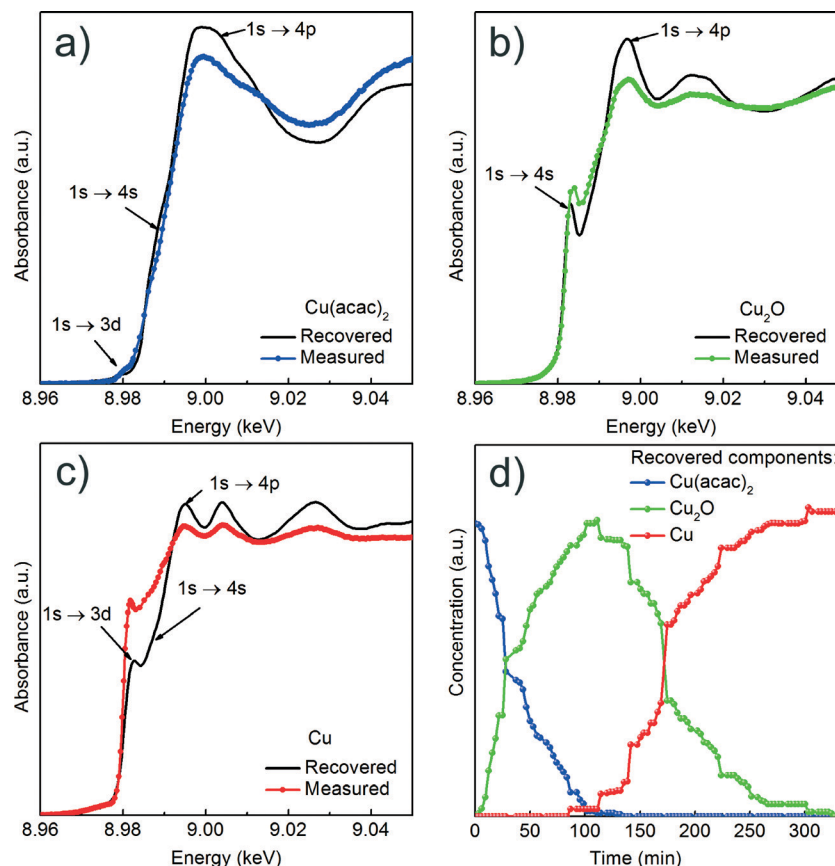 a)
1s → 4p
1s → 4s
1s → 3d
Cu(acac)₂
Recovered
Measured
Absorbance (a.u.)
8.96 8.98 9.00 9.02 9.04
Energy (keV)
b)
1s → 4p
1s → 4s
Cu₂O
Recovered
Measured
Absorbance (a.u.)
8.96 8.98 9.00 9.02 9.04
Energy (keV)
c)
1s → 4p
1s → 3d
1s → 4s
Cu
Recovered
Measured
Absorbance (a.u.)
8.96 8.98 9.00 9.02 9.04
Energy (keV)
d)
Recovered components:
Cu(acac)₂
Cu₂O
Cu
Concentration (a.u.)
0 50 100 150 200 250 300
Time (min)